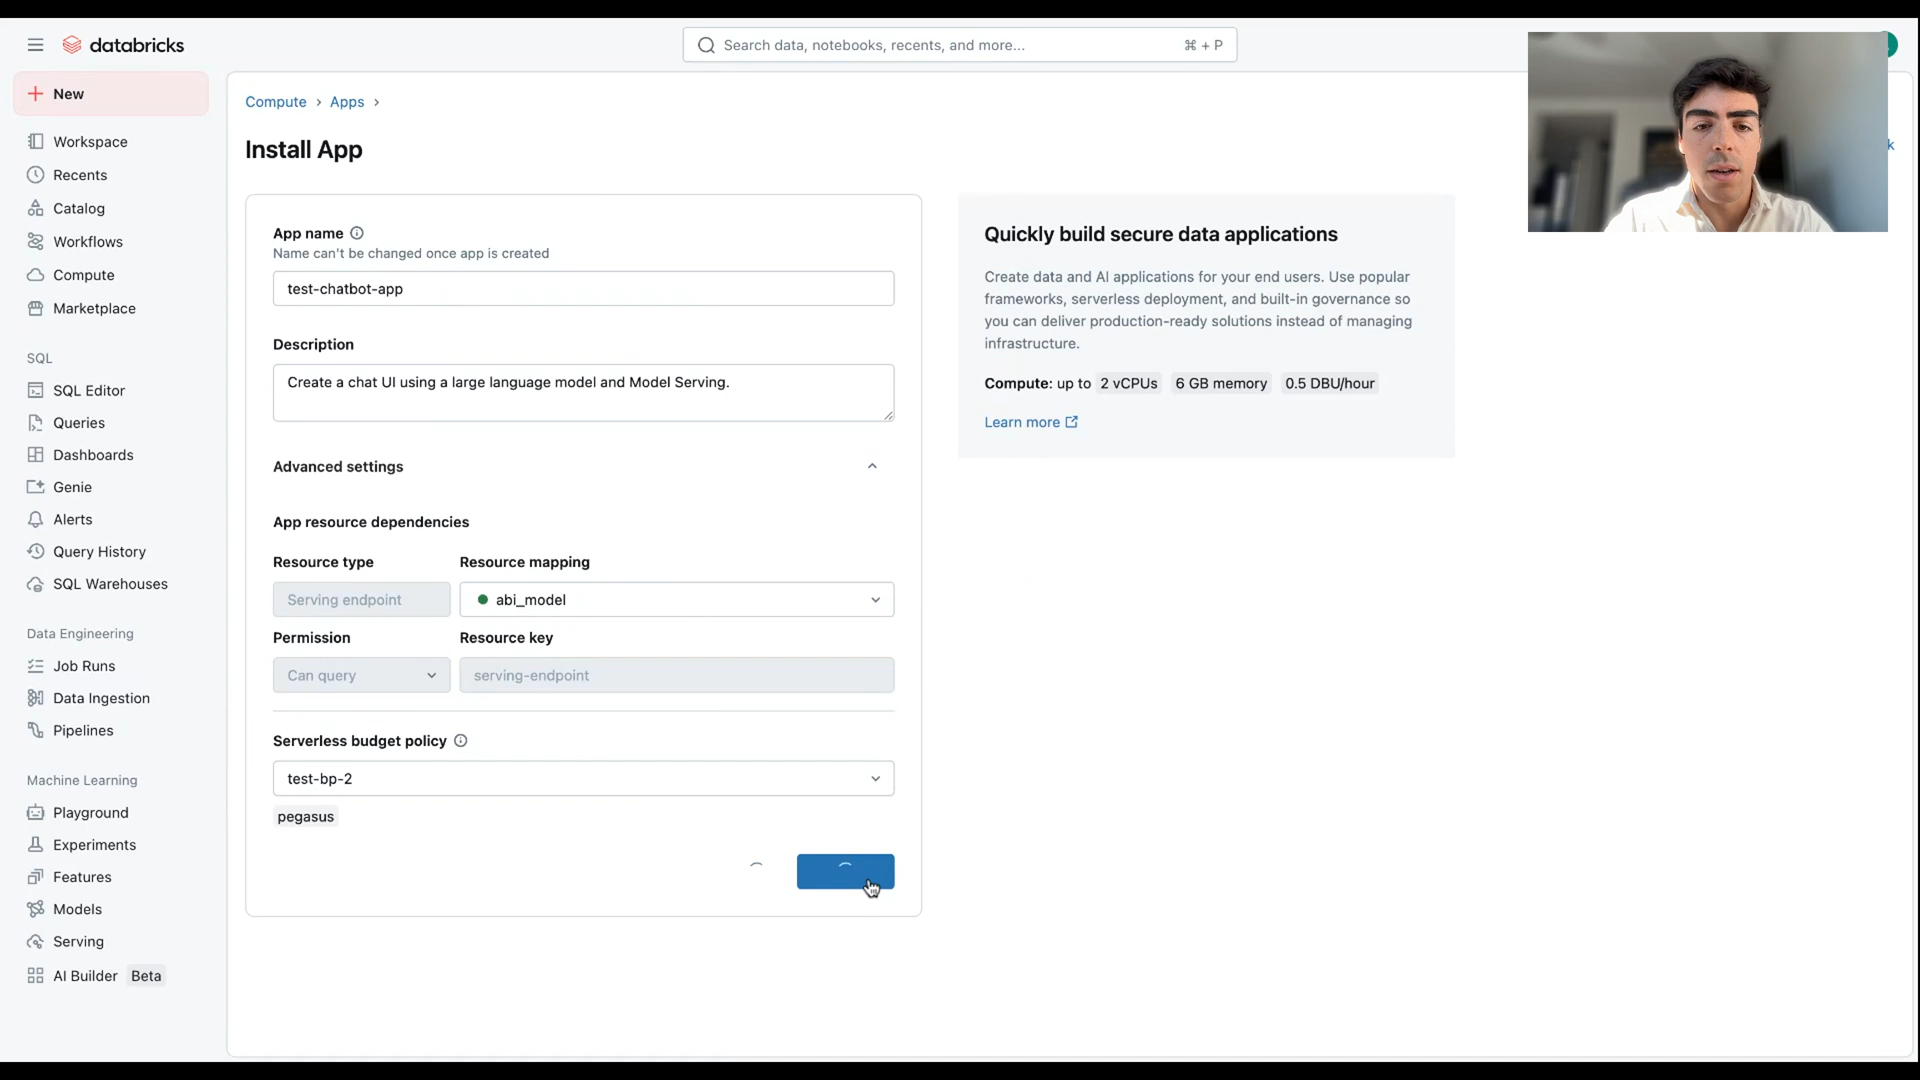 databricks
Search data, notebooks, recents, and more...
⌘ + P
New
Workspace
Recents
Catalog
Workflows
Compute
Marketplace
SQL
SQL Editor
Queries
Dashboards
Genie
Alerts
Query History
SQL Warehouses
Data Engineering
Job Runs
Data Ingestion
Pipelines
Machine Learning
Playground
Experiments
Features
Models
Serving
AI Builder Beta
Compute › Apps ›
Install App
App name
Name can't be changed once app is created
test-chatbot-app
Description
Create a chat UI using a large language model and Model Serving.
Advanced settings
App resource dependencies
Resource type Resource mapping
Serving endpoint abi_model
Permission Resource key
Can query serving-endpoint
Serverless budget policy
test-bp-2
pegasus
Quickly build secure data applications
Create data and AI applications for your end users. Use popular
frameworks, serverless deployment, and built-in governance so
you can deliver production-ready solutions instead of managing
infrastructure.
Compute: up to 2 vCPUs 6 GB memory 0.5 DBU/hour
Learn more